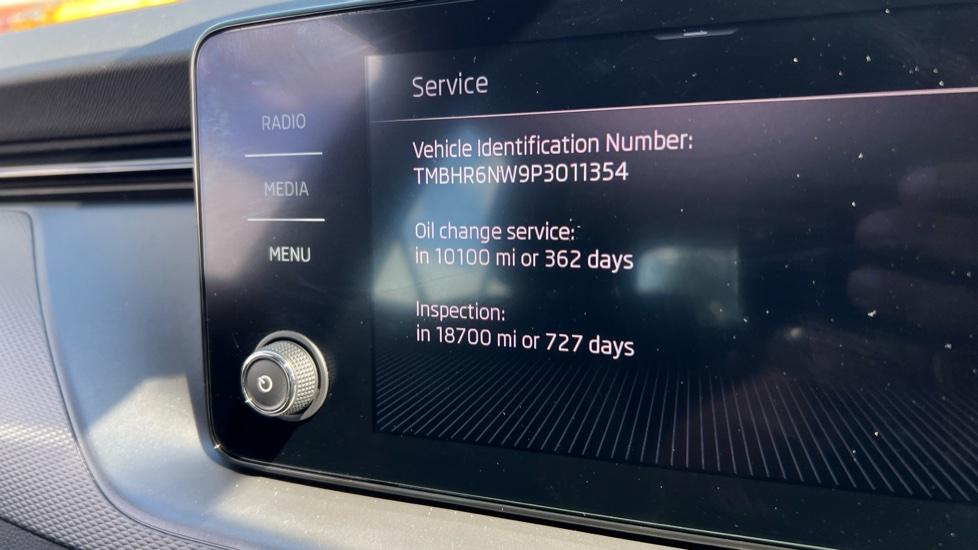 Service
RADIO
MEDIA
MENU
Vehicle Identification Number:
TMBHR6NW9P3011354
Oil change service:
in 10100 mi or 362 days
Inspection:
in 18700 mi or 727 days